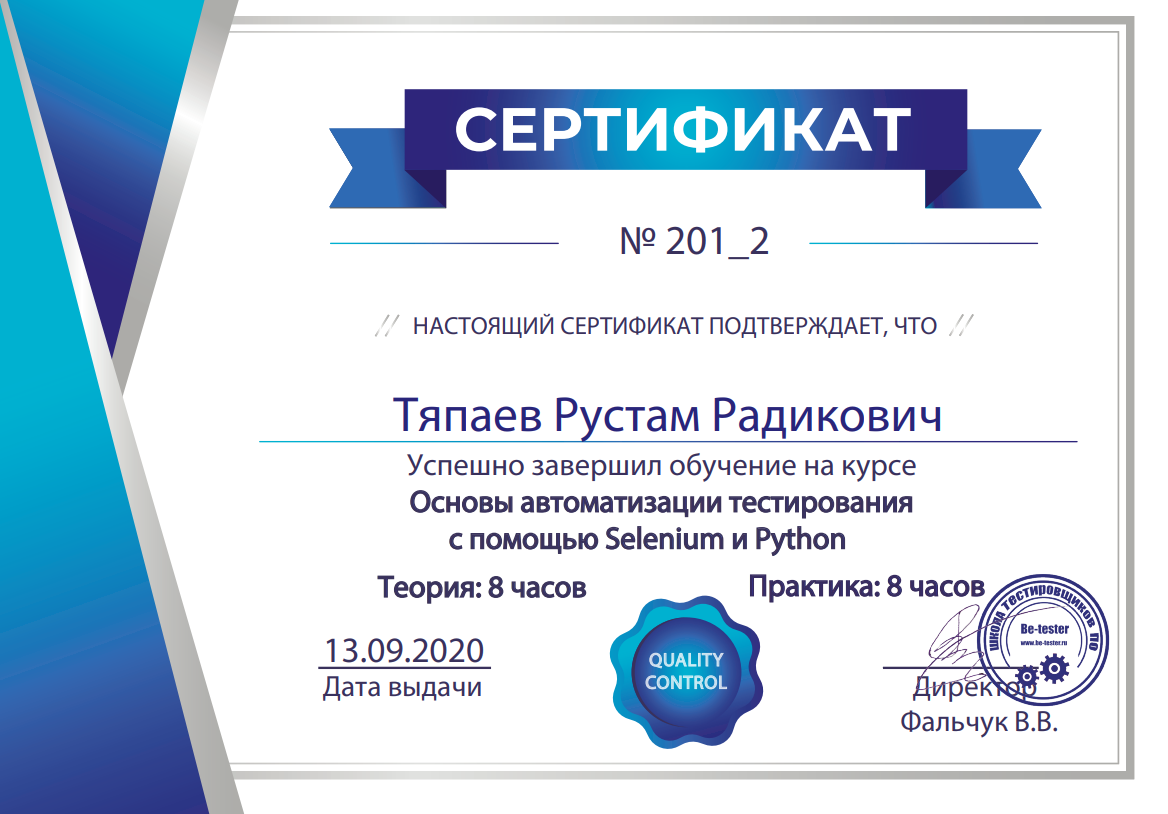 СЕРТИФИКАТ
№ 201_2
// НАСТОЯЩИЙ СЕРТИФИКАТ ПОДТВЕРЖДАЕТ, ЧТО //
Тяпаев Рустам Радикович
Успешно завершил обучение на курсе
Основы автоматизации тестирования
с помощью Selenium и Python
Теория: 8 часов
Практика: 8 часов
13.09.2020
Дата выдачи
QUALITY
CONTROL
ШКОЛА ТЕСТИРОВЩИКОВ ПО
Be-tester
www.be-tester.ru
Директор
Фальчук В.В.